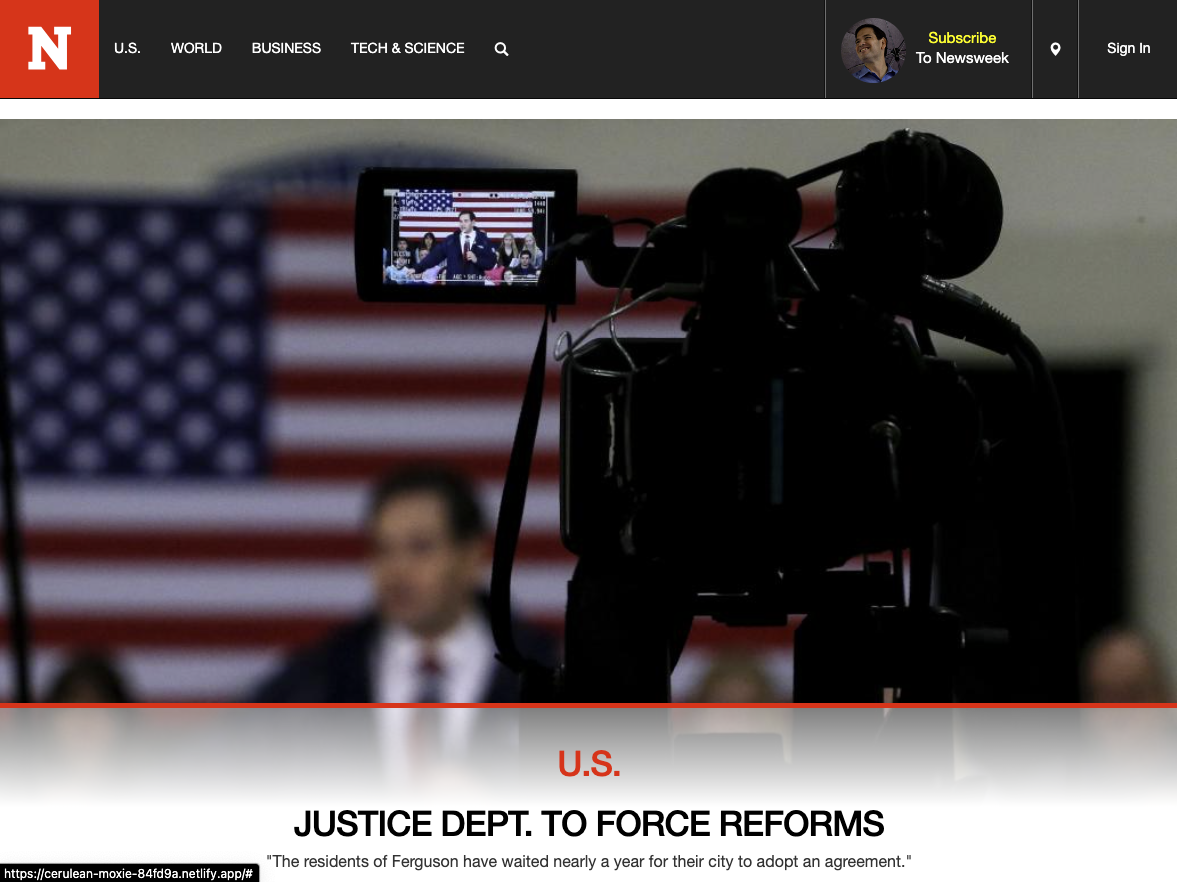 N
U.S.
WORLD
BUSINESS
TECH & SCIENCE
Subscribe
To Newsweek
Sign In
U.S.
JUSTICE DEPT. TO FORCE REFORMS
"The residents of Ferguson have waited nearly a year for their city to adopt an agreement."
https://cerulean-moxie-84fd9a.netlify.app/#